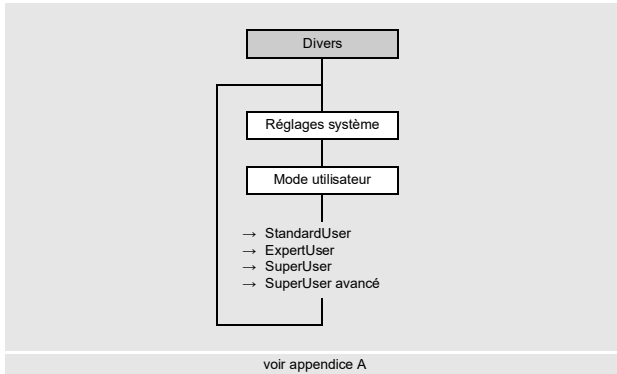 Divers
Réglages système
Mode utilisateur
→ StandardUser
→ ExpertUser
→ SuperUser
→ SuperUser avancé
voir appendice A